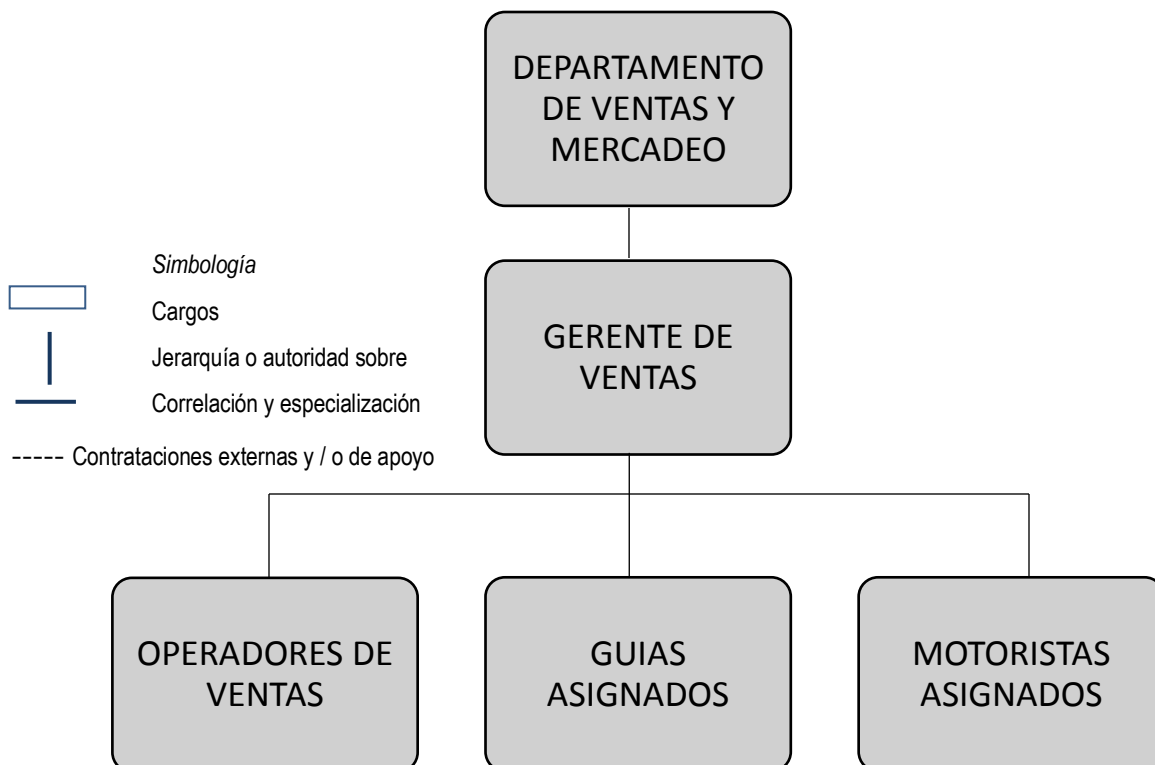 DEPARTAMENTO
DE VENTAS Y
MERCADEO
Simbología
Cargos
Jerarquía o autoridad sobre
Correlación y especialización
----- Contrataciones externas y / o de apoyo
GERENTE DE
VENTAS
OPERADORES DE
VENTAS
GUIAS
ASIGNADOS
MOTORISTAS
ASIGNADOS